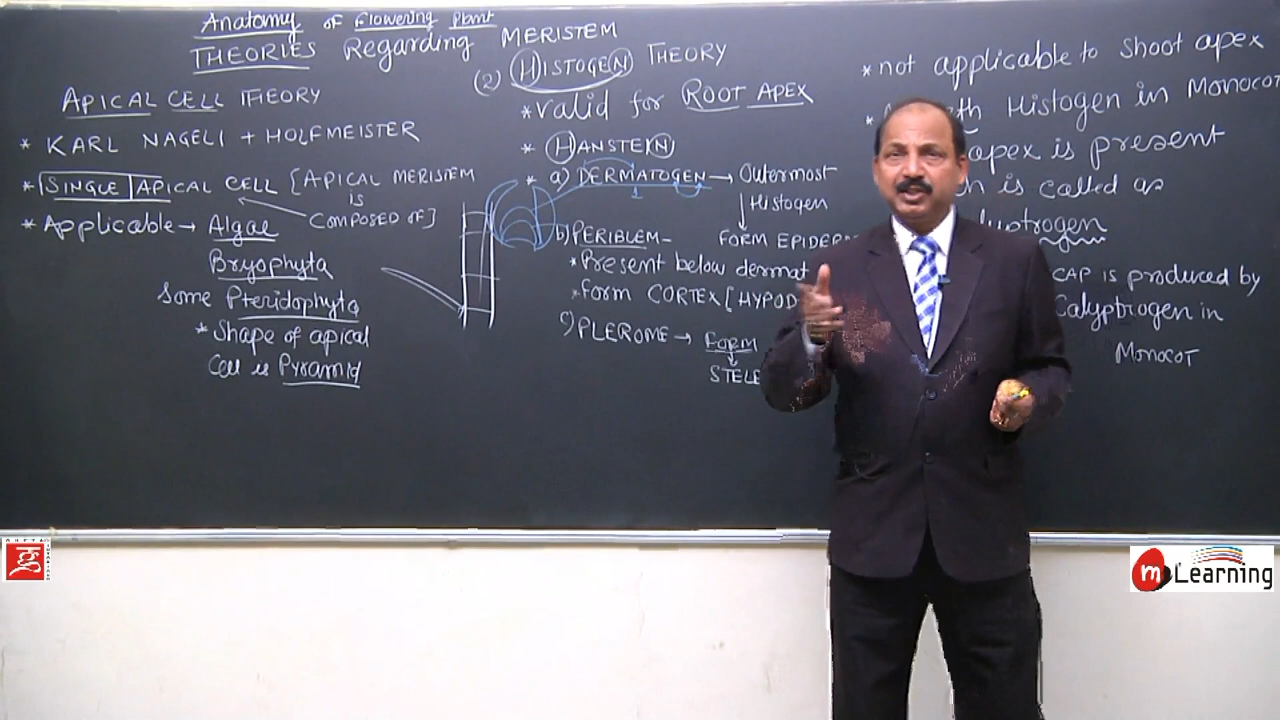 Anatomy of Flowering Plant
THEORIES Regarding MERISTEM
APICAL CELL THEORY
* KARL NAGELI + HOLFMEISTER
* SINGLE APICAL CELL [APICAL MERISTEM
IS
COMPOSED OF]
* Applicable → Algae
Bryophyta
Some Pteridophyta
* Shape of apical
Cell is Pyramid
(2) HISTOGEN THEORY
* valid for ROOT APEX
* HANSTEIN
* a) DERMATOGEN → Outermost
1
Histogen
FORM EPIDER
b) PERIBLEM -
* Present below dermat
* form CORTEX [HYPOD
c) PLEROME → FORM
STELE
* not applicable to Shoot apex
* Histogen in MONOCOT
apex is present
is called as
CAP is produced by
Calyptrogen in
MONOCOT
m Learning